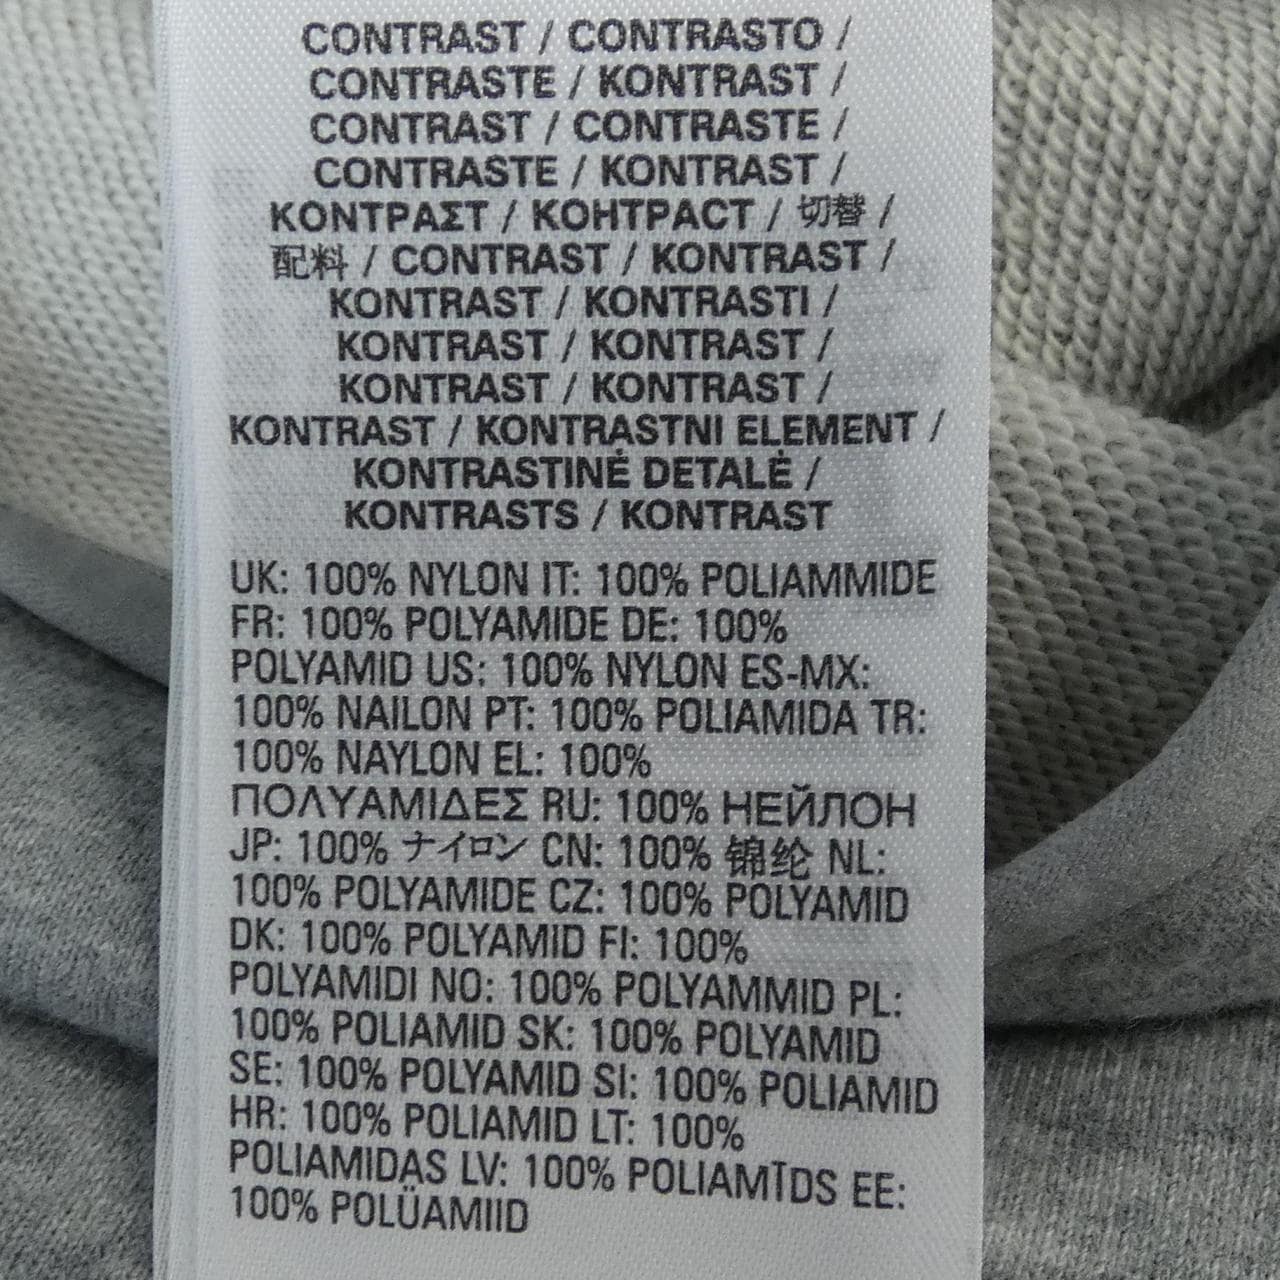 CONTRAST / CONTRASTO /
CONTRASTE / KONTRAST /
CONTRAST / CONTRASTE /
CONTRASTE / KONTRAST /
ΚΟΝΤΡΑΣΤ / КОНТРАСТ / 切替 /
配料 / CONTRAST / KONTRAST /
KONTRAST / KONTRASTI /
KONTRAST / KONTRAST /
KONTRAST / KONTRAST /
KONTRAST / KONTRASTNI ELEMENT /
KONTRASTINĖ DETALĖ /
KONTRASTS / KONTRAST
UK: 100% NYLON IT: 100% POLIAMMIDE
FR: 100% POLYAMIDE DE: 100%
POLYAMID US: 100% NYLON ES-MX:
100% NAILON PT: 100% POLIAMIDA TR:
100% NAYLON EL: 100%
ΠΟΛΥΑΜΙΔΕΣ RU: 100% НЕЙЛОН
JP: 100% ナイロン CN: 100% 锦纶 NL:
100% POLYAMIDE CZ: 100% POLYAMID
DK: 100% POLYAMID FI: 100%
POLYAMIDI NO: 100% POLYAMMID PL:
100% POLIAMID SK: 100% POLYAMID
SE: 100% POLYAMID SI: 100% POLIAMID
HR: 100% POLIAMID LT: 100%
POLIAMIDAS LV: 100% POLIAMĪDS EE:
100% POLÜAMIID